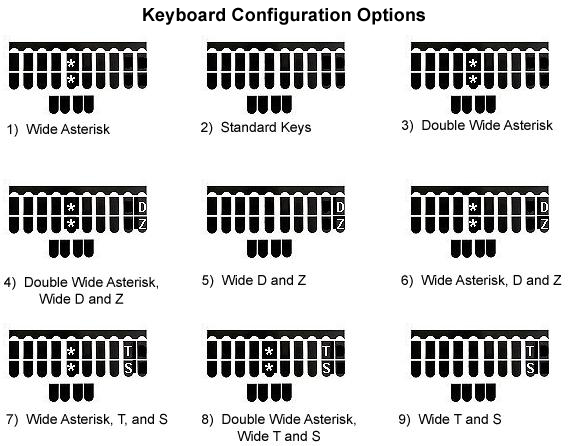 Keyboard Configuration Options
*
*
*
*
1) Wide Asterisk
2) Standard Keys
3) Double Wide Asterisk
* D
* Z
D
Z
* D
* Z
4) Double Wide Asterisk,
Wide D and Z
5) Wide D and Z
6) Wide Asterisk, D and Z
* T
* S
* T
* S
T
S
7) Wide Asterisk, T, and S
8) Double Wide Asterisk,
Wide T and S
9) Wide T and S